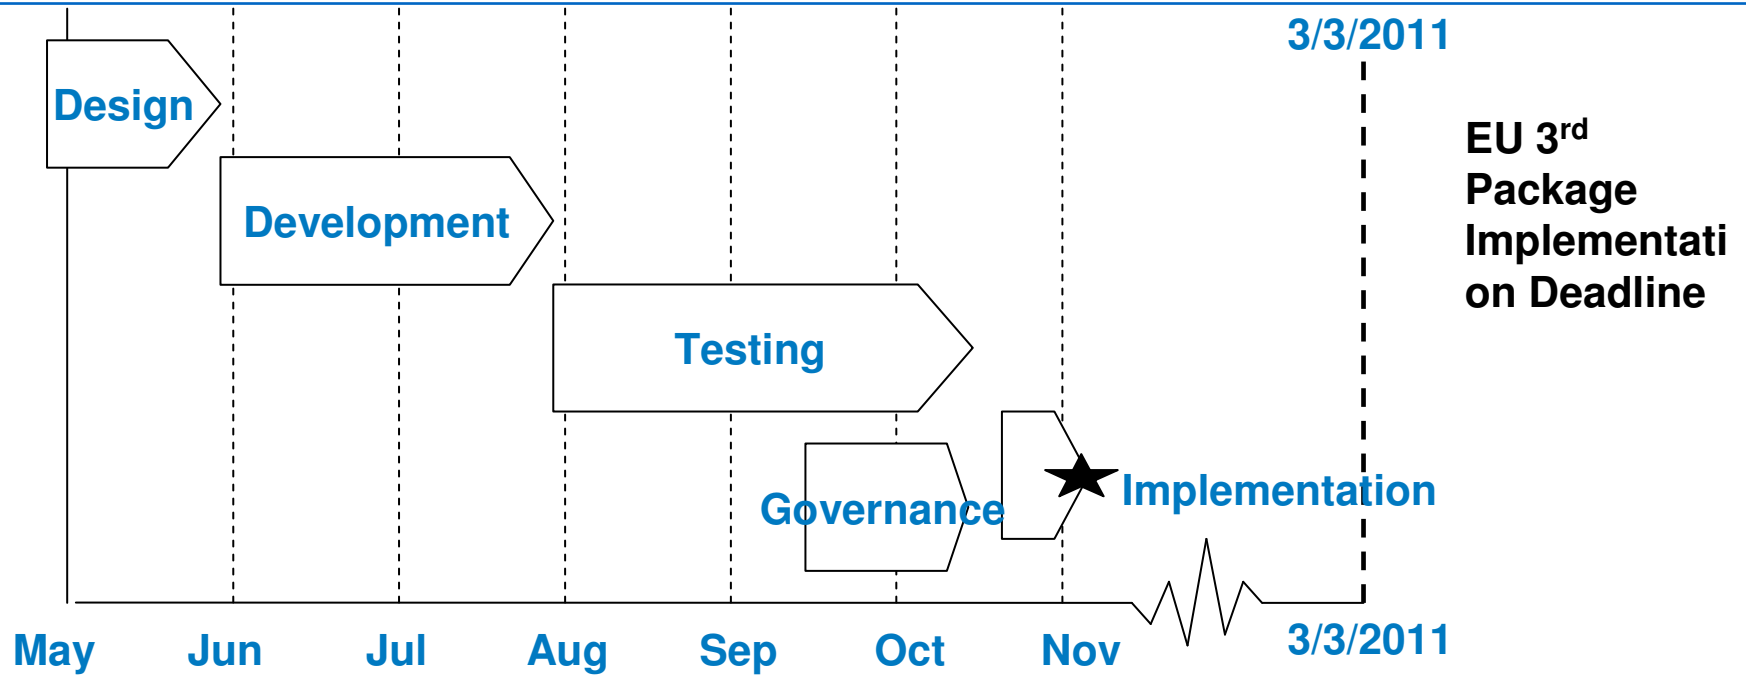 3/3/2011
Design
EU 3rd
Package
Implementati
on Deadline
Development
Testing
Governance
Implementation
May Jun Jul Aug Sep Oct Nov 3/3/2011